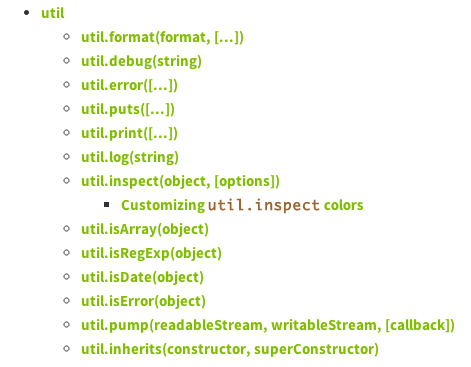 util
util.format(format, [...])
util.debug(string)
util.error([...])
util.puts([...])
util.print([...])
util.log(string)
util.inspect(object, [options])
Customizing util.inspect colors
util.isArray(object)
util.isRegExp(object)
util.isDate(object)
util.isError(object)
util.pump(readableStream, writableStream, [callback])
util.inherits(constructor, superConstructor)